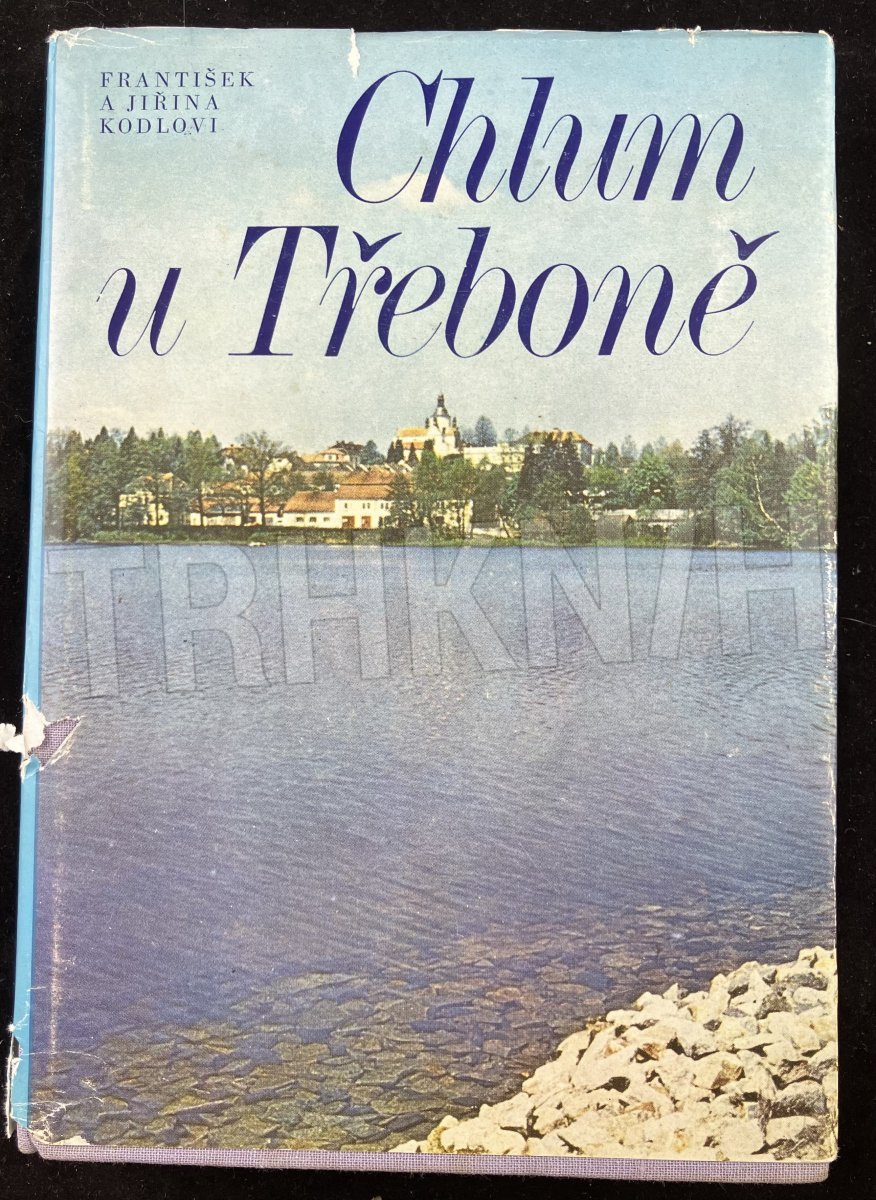 FRANTIŠEK
A JIŘINA
KODLOVI
Chlum
u Třeboně
TRHKNIH